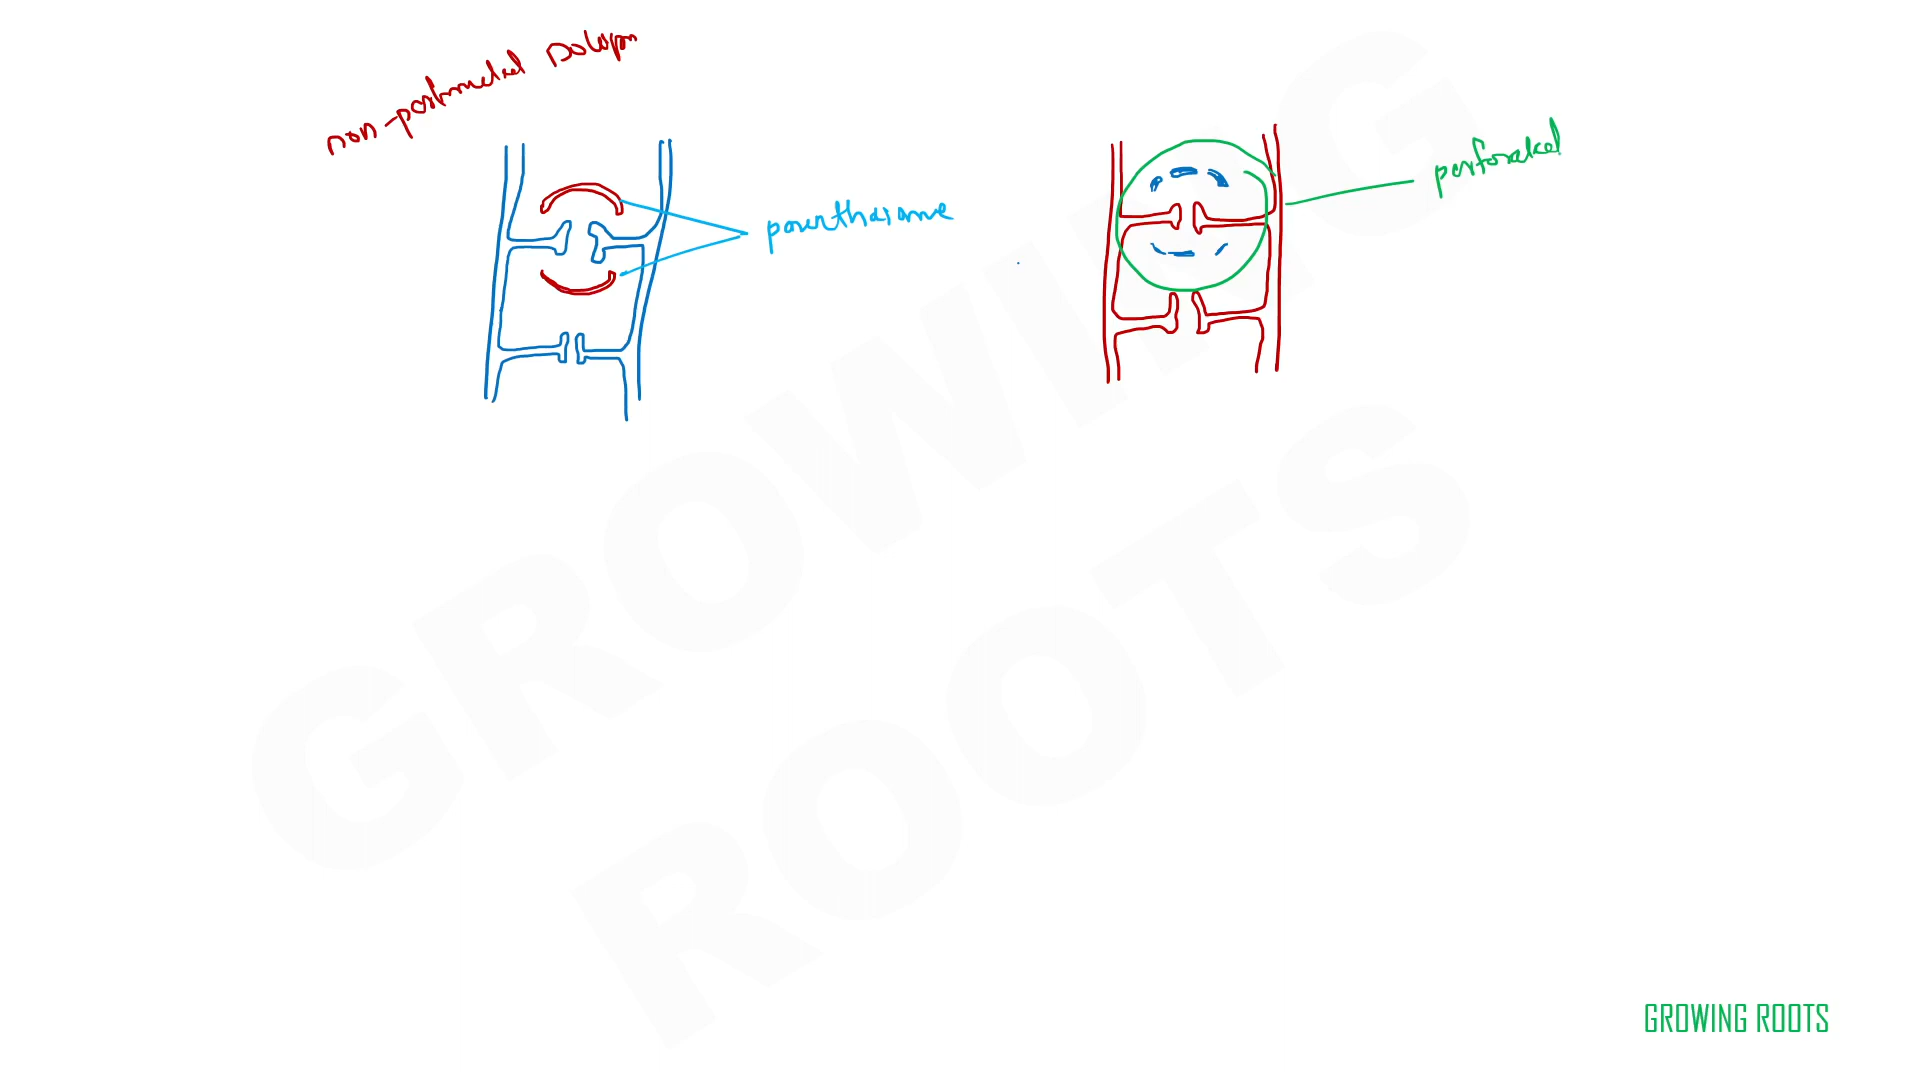 non-perforated Dolipore
parenthesome
perforated
GROWING
ROOTS
GROWING ROOTS